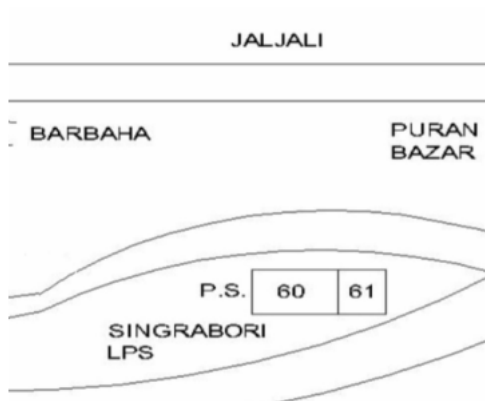 JALJALI
BARBAHA
PURAN
BAZAR
P.S. 60 61
SINGRABORI
LPS